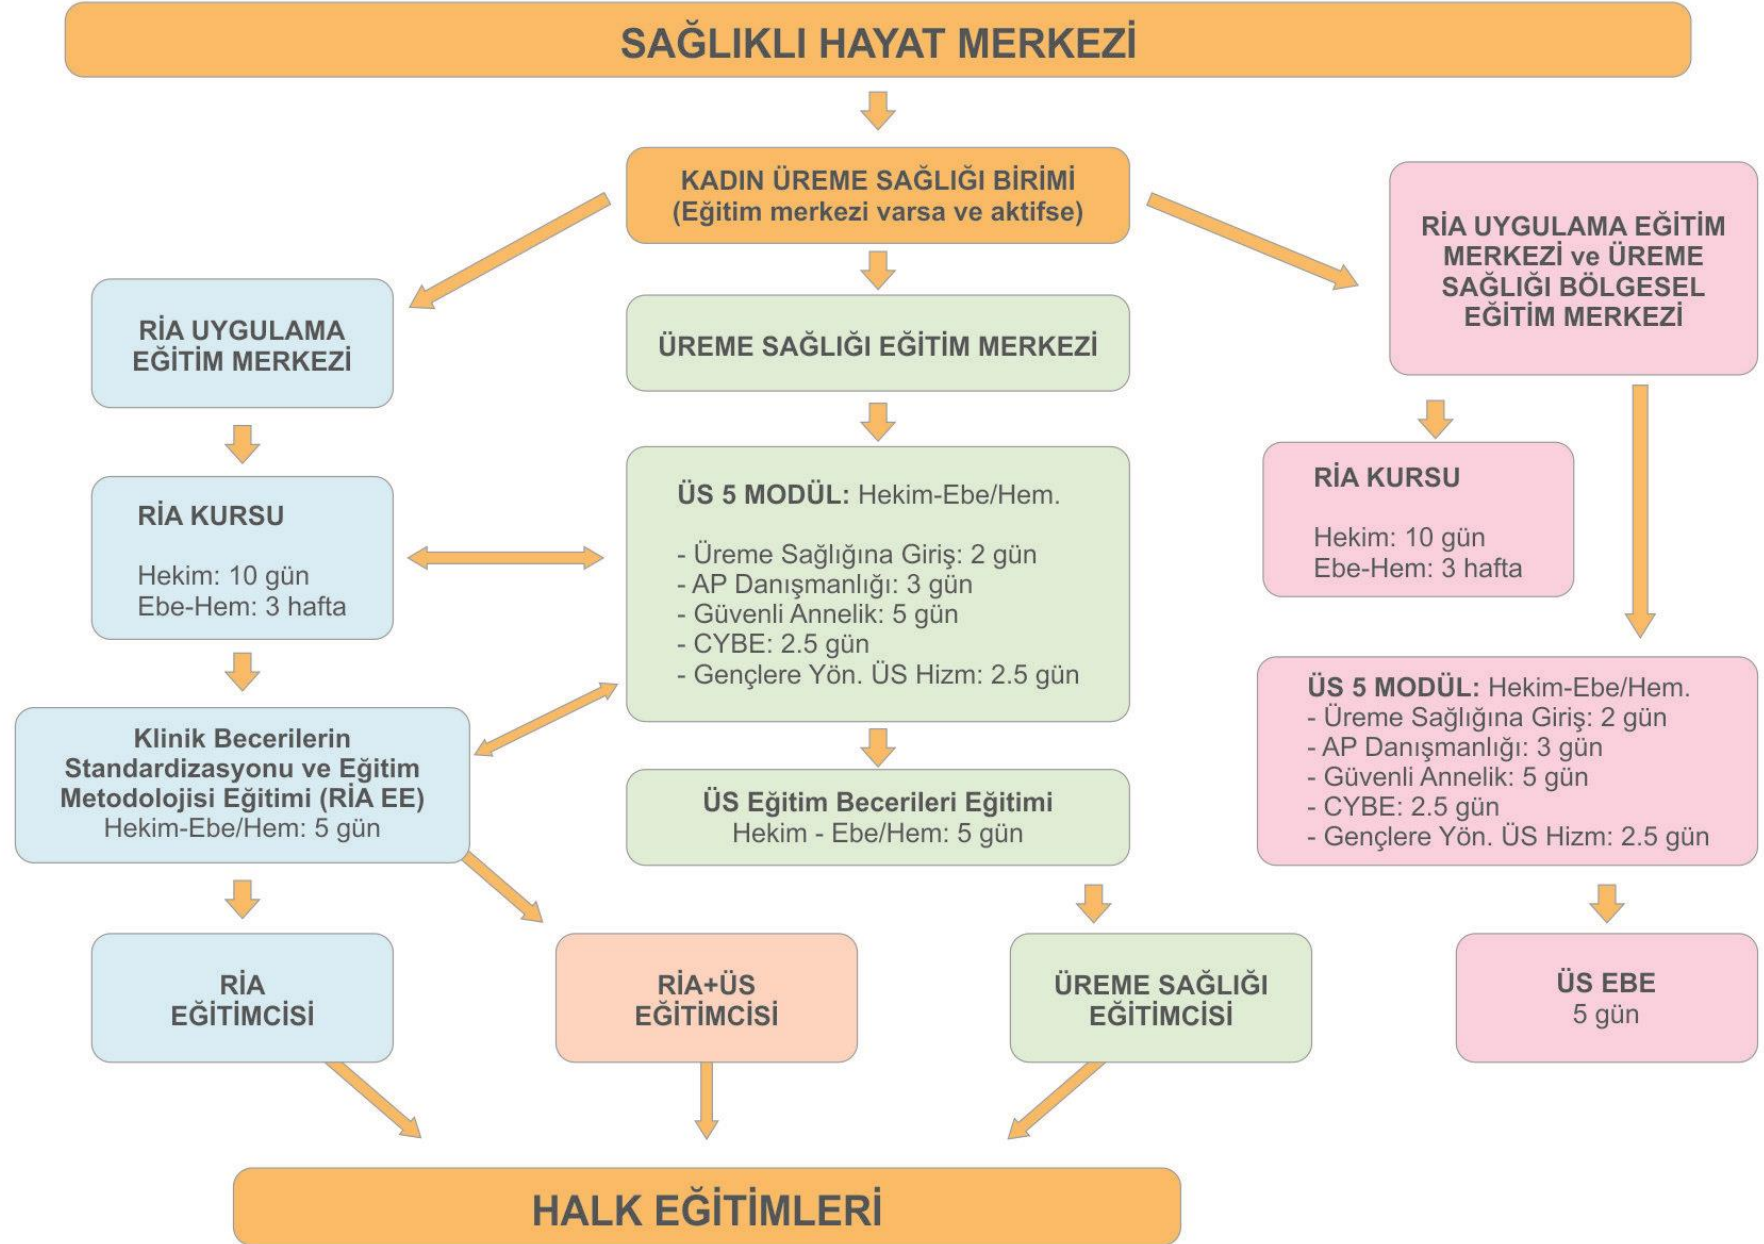 SAĞLIKLI HAYAT MERKEZİ
KADIN ÜREME SAĞLIĞI BİRİMİ
(Eğitim merkezi varsa ve aktifse)
RİA UYGULAMA
EĞİTİM MERKEZİ
ÜREME SAĞLIĞI EĞİTİM MERKEZİ
RİA UYGULAMA EĞİTİM
MERKEZİ ve ÜREME
SAĞLIĞI BÖLGESEL
EĞİTİM MERKEZİ
RİA KURSU
Hekim: 10 gün
Ebe-Hem: 3 hafta
ÜS 5 MODÜL: Hekim-Ebe/Hem.
- Üreme Sağlığına Giriş: 2 gün
- AP Danışmanlığı: 3 gün
- Güvenli Annelik: 5 gün
- CYBE: 2.5 gün
- Gençlere Yön. ÜS Hizm: 2.5 gün
RİA KURSU
Hekim: 10 gün
Ebe-Hem: 3 hafta
Klinik Becerilerin
Standardizasyonu ve Eğitim
Metodolojisi Eğitimi (RİA EE)
Hekim-Ebe/Hem: 5 gün
ÜS Eğitim Becerileri Eğitimi
Hekim - Ebe/Hem: 5 gün
ÜS 5 MODÜL: Hekim-Ebe/Hem.
- Üreme Sağlığına Giriş: 2 gün
- AP Danışmanlığı: 3 gün
- Güvenli Annelik: 5 gün
- CYBE: 2.5 gün
- Gençlere Yön. ÜS Hizm: 2.5 gün
RİA
EĞİTİMCİSİ
RİA+ÜS
EĞİTİMCİSİ
ÜREME SAĞLIĞI
EĞİTİMCİSİ
ÜS EBE
5 gün
HALK EĞİTİMLERİ